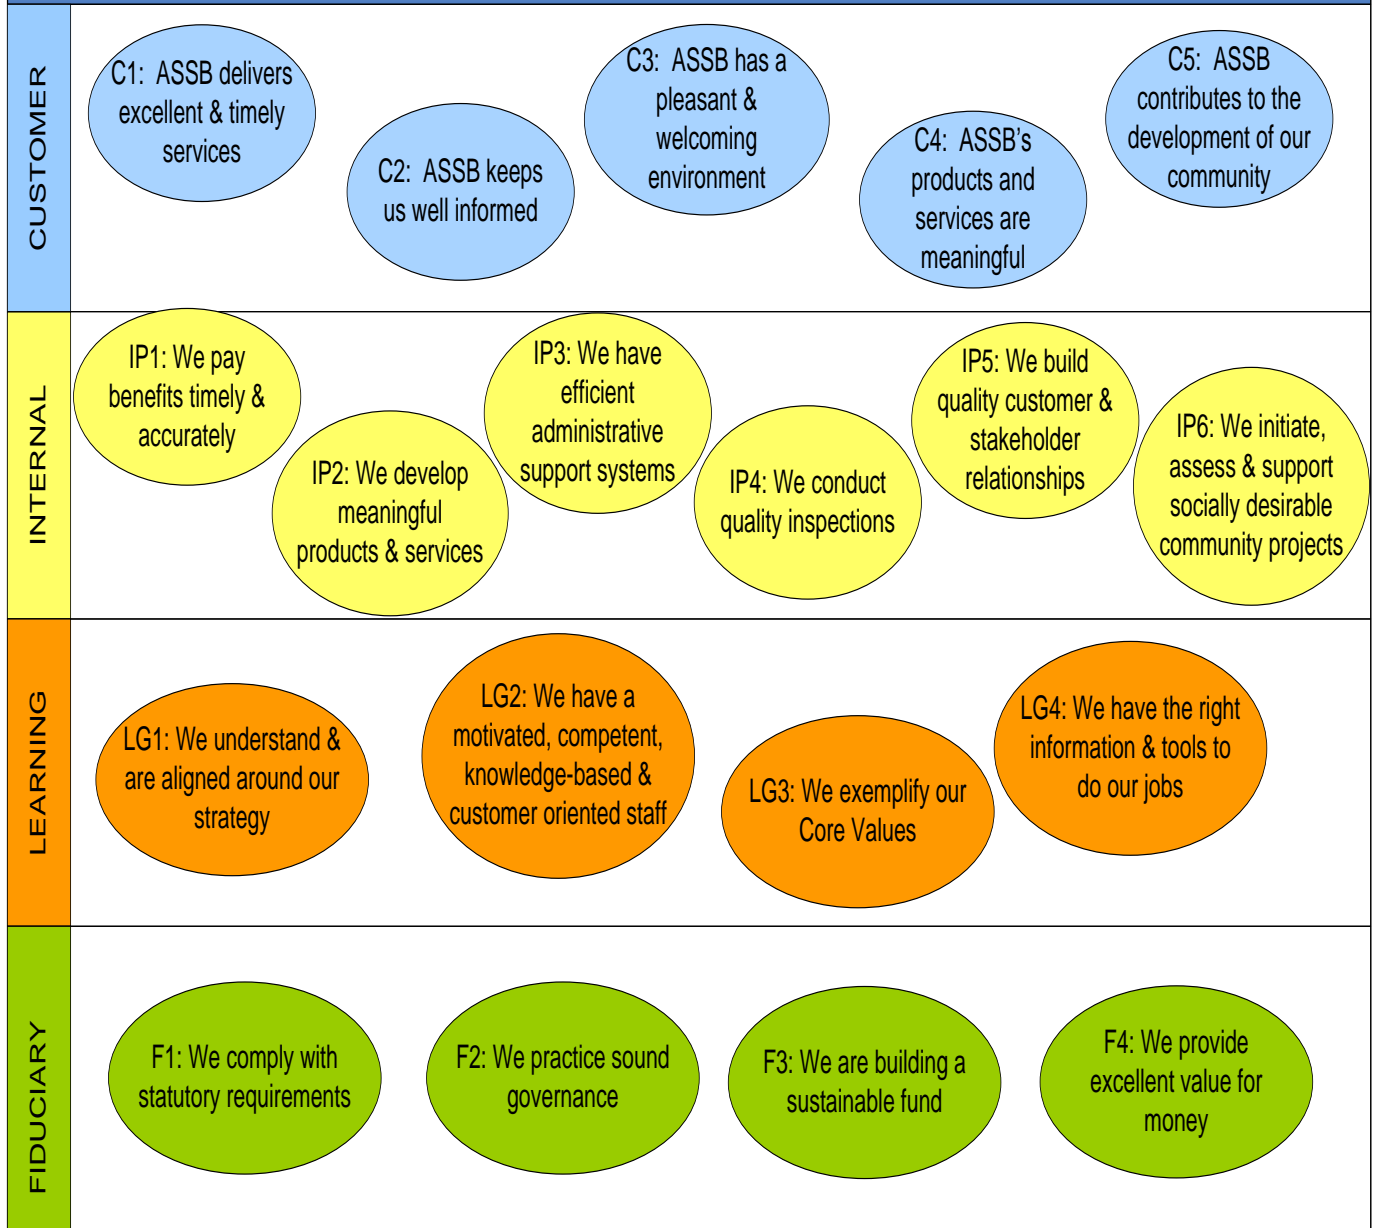 CUSTOMER
C1:  ASSB delivers
excellent & timely
services
C2:  ASSB keeps
us well informed
C3:  ASSB has a
pleasant &
welcoming
environment
C4:  ASSB’s
products and
services are
meaningful
C5:  ASSB
contributes to the
development of our
community
INTERNAL
IP1: We pay
benefits timely &
accurately
IP2: We develop
meaningful
products & services
IP3: We have
efficient
administrative
support systems
IP4: We conduct
quality inspections
IP5: We build
quality customer &
stakeholder
relationships
IP6: We initiate,
assess & support
socially desirable
community projects
LEARNING
LG1: We understand &
are aligned around our
strategy
LG2: We have a
motivated, competent,
knowledge-based &
customer oriented staff
LG3: We exemplify our
Core Values
LG4: We have the right
information & tools to
do our jobs
FIDUCIARY
F1: We comply with
statutory requirements
F2: We practice sound
governance
F3: We are building a
sustainable fund
F4: We provide
excellent value for
money